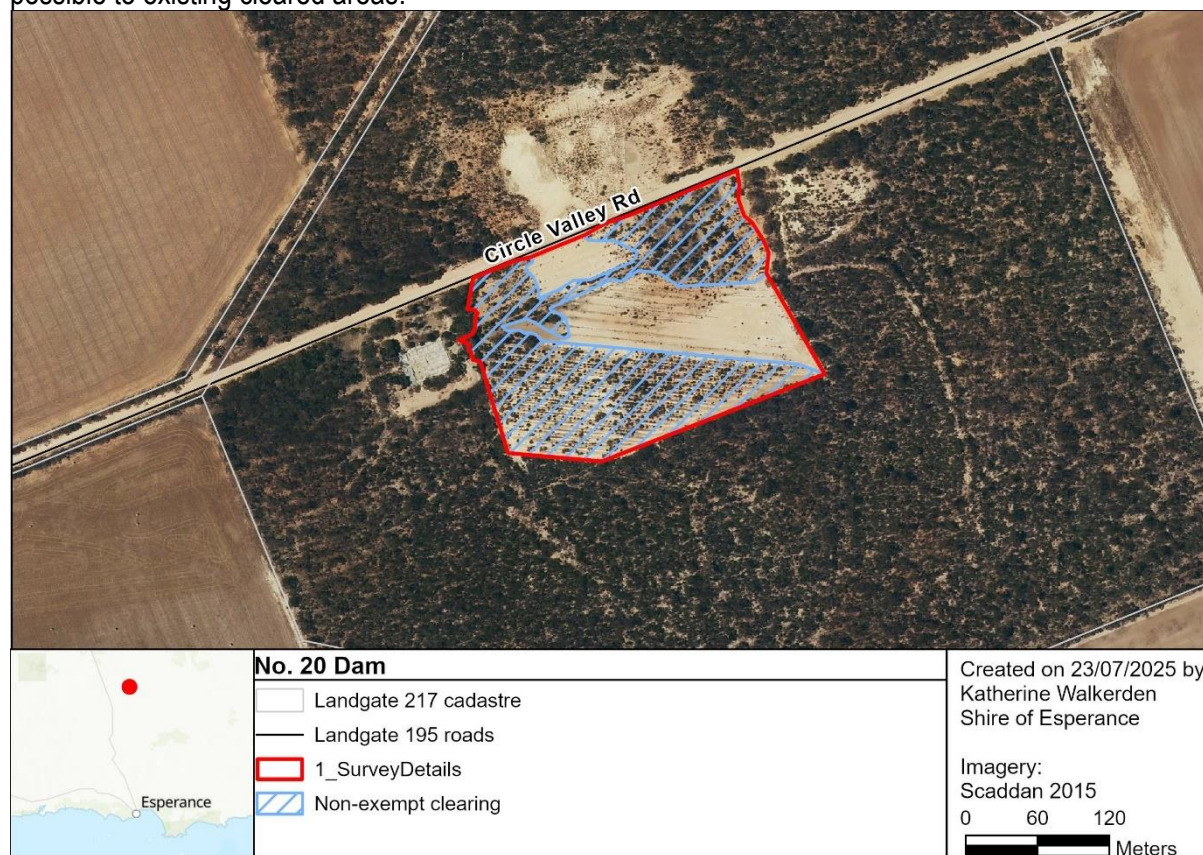 possible to existing cleared areas.
Circle Valley Rd
No. 20 Dam
Landgate 217 cadastre
Landgate 195 roads
1_SurveyDetails
Non-exempt clearing
Esperance
Created on 23/07/2025 by
Katherine Walkerden
Shire of Esperance
Imagery:
Scaddan 2015
0 60 120
Meters